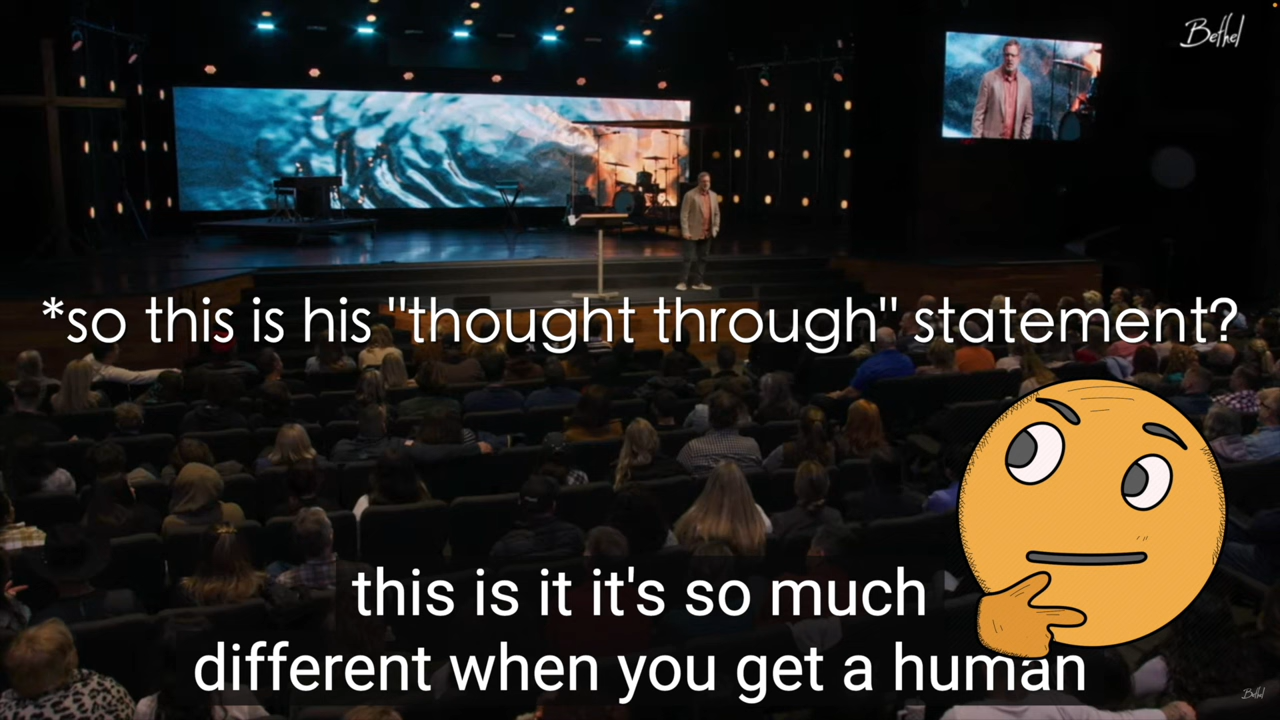 Bethel
*so this is his "thought through" statement?
this is it it's so much
different when you get a human
Bethel